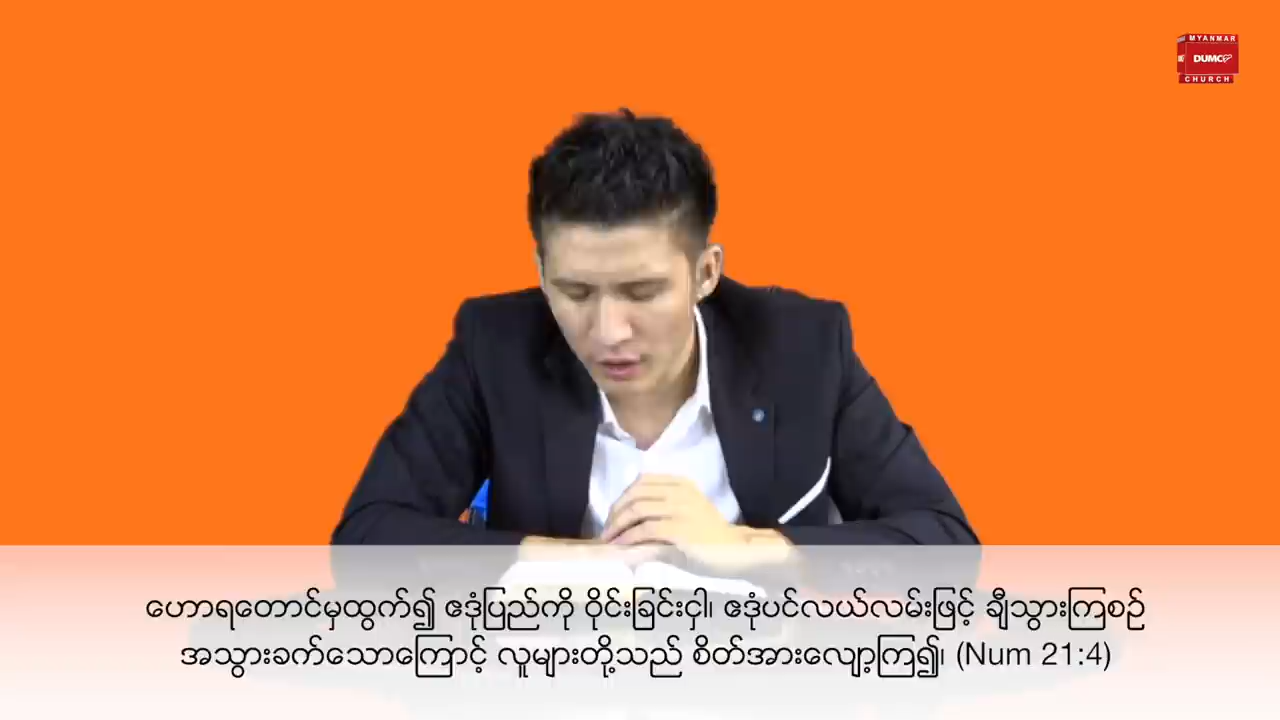 MYANMAR
DUMC
CHURCH
ဟောရတောင်မှထွက်၍ ဧဒုံပြည်ကို ဝိုင်းခြင်းငှါ၊ ဧဒုံပင်လယ်လမ်းဖြင့် ချီသွားကြစဉ်
အသွားခက်သောကြောင့် လူများတို့သည် စိတ်အားလျော့ကြ၍၊ (Num 21:4)